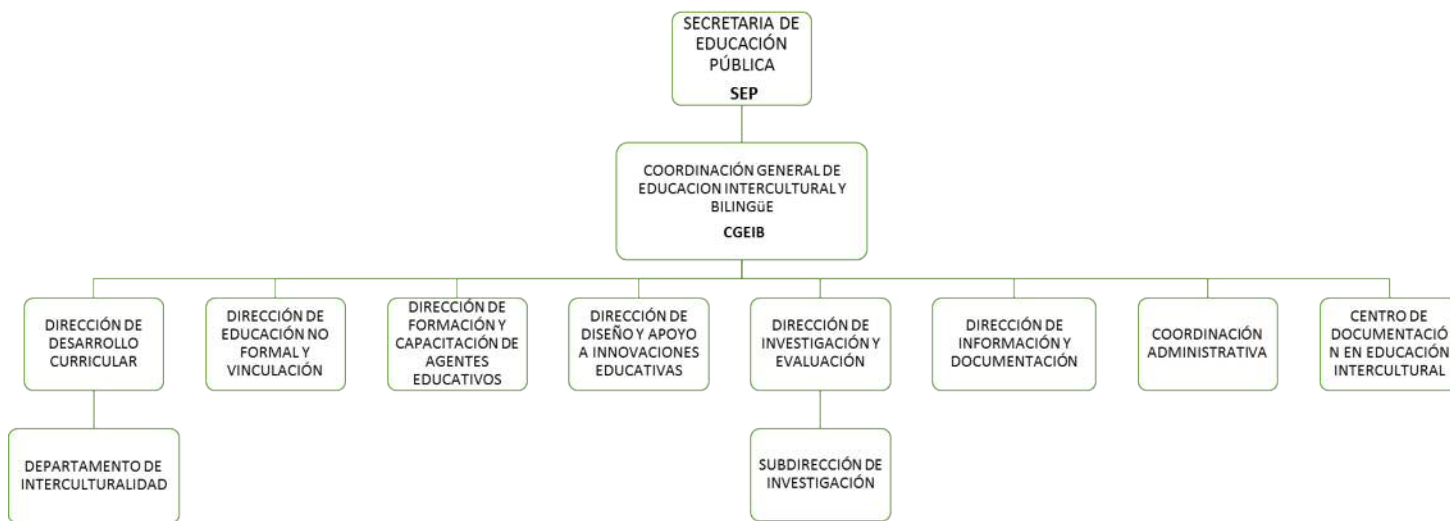 SECRETARIA DE
EDUCACIÓN
PÚBLICA
SEP
COORDINACIÓN GENERAL DE
EDUCACION INTERCULTURAL Y
BILINGüE
CGEIB
DIRECCIÓN DE
DESARROLLO
CURRICULAR
DIRECCIÓN DE
EDUCACIÓN NO
FORMAL Y
VINCULACIÓN
DIRECCIÓN DE
FORMACIÓN Y
CAPACITACIÓN DE
AGENTES
EDUCATIVOS
DIRECCIÓN DE
DISEÑO Y APOYO
A INNOVACIONES
EDUCATIVAS
DIRECCIÓN DE
INVESTIGACIÓN Y
EVALUACIÓN
DIRECCIÓN DE
INFORMACIÓN Y
DOCUMENTACIÓN
COORDINACIÓN
ADMINISTRATIVA
CENTRO DE
DOCUMENTACIÓ
N EN EDUCACIÓN
INTERCULTURAL
DEPARTAMENTO DE
INTERCULTURALIDAD
SUBDIRECCIÓN DE
INVESTIGACIÓN